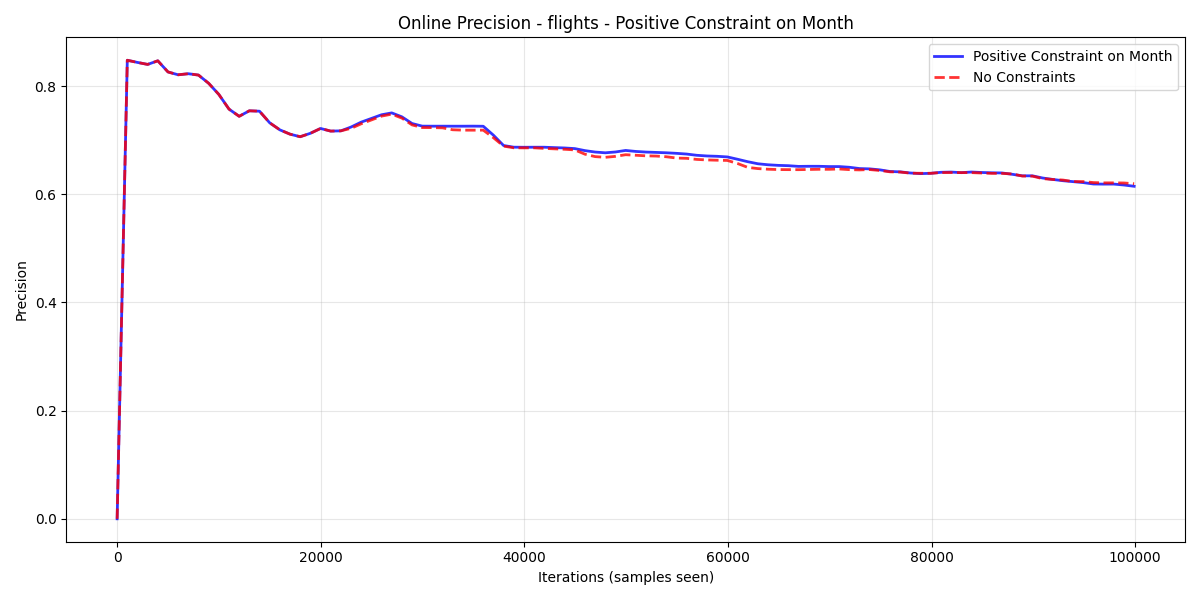 Online Precision - flights - Positive Constraint on Month
Positive Constraint on Month
No Constraints
Precision
0.8
0.6
0.4
0.2
0.0
0 20000 40000 60000 80000 100000
Iterations (samples seen)